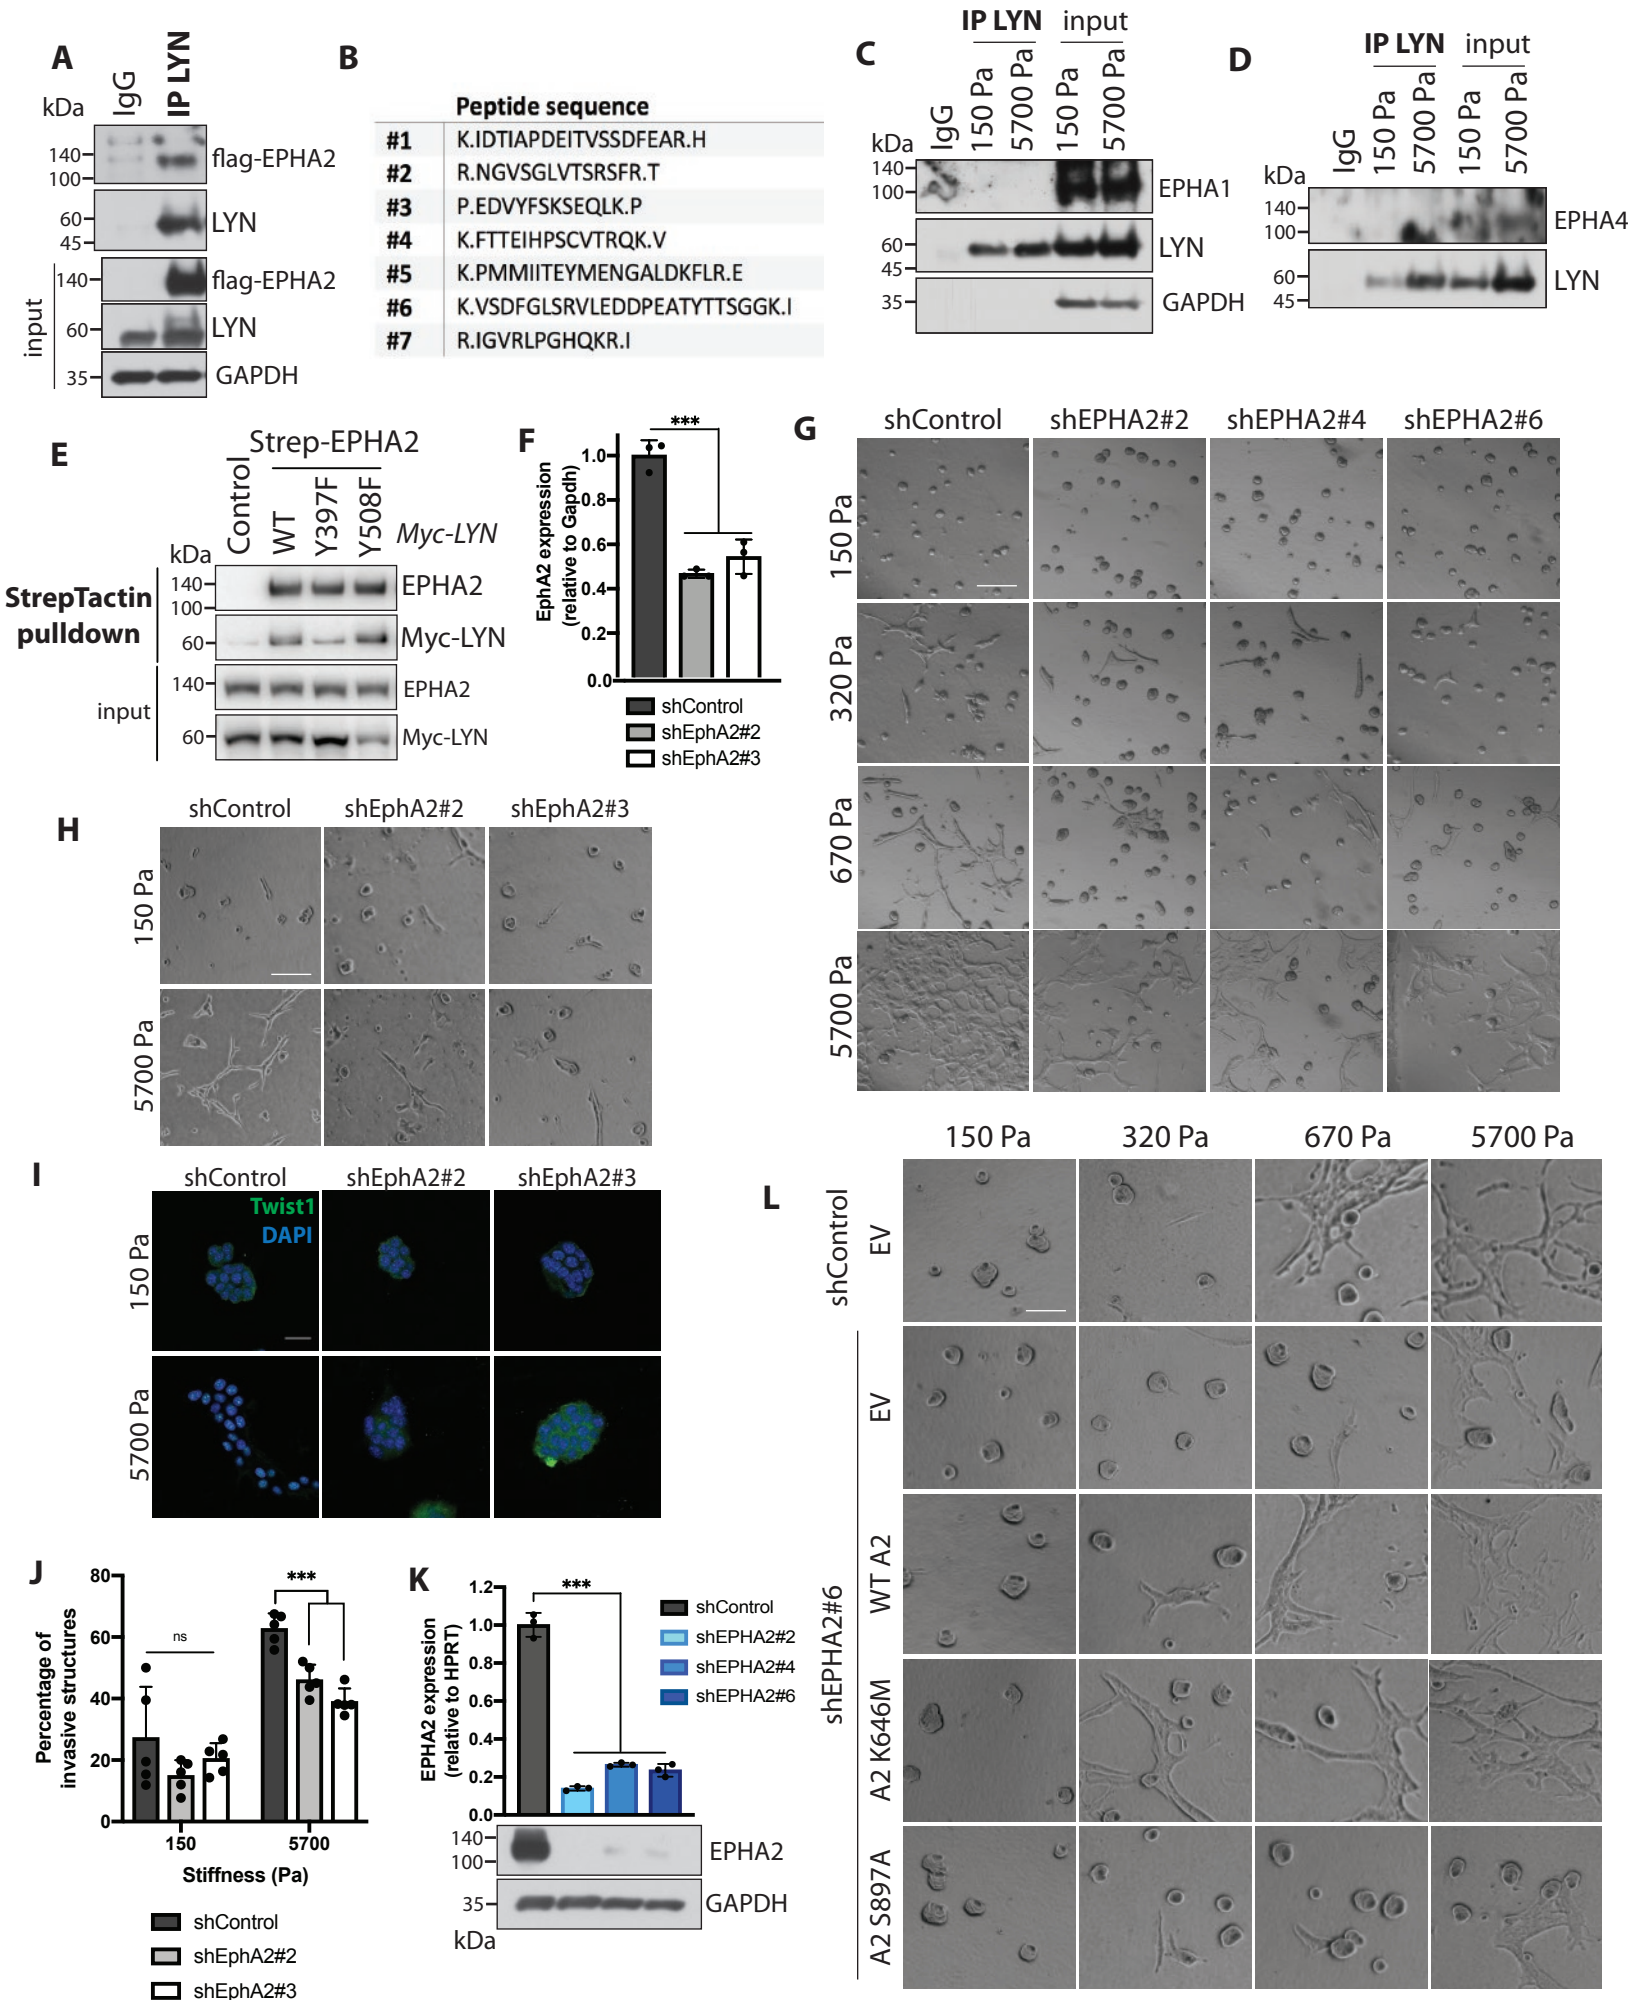 A
kDa
IgG
IP LYN
140
100
flag-EPHA2
60
45
LYN
input
140
flag-EPHA2
60
LYN
35
GAPDH
B
Peptide sequence
#1 K.IDTIAPDEITVSSDFEAR.H
#2 R.NGVSGLVTSRSFR.T
#3 P.EDVYFSKSEQLK.P
#4 K.FTTEIHPSCVTRQK.V
#5 K.PMMIITEYMENGALDKFLR.E
#6 K.VSDFGLSRVLEDDPEATYTTSGGK.I
#7 R.IGVRLPGHQKR.I
C
IP LYN input
kDa
IgG
150 Pa
5700 Pa
150 Pa
5700 Pa
140
100
EPHA1
60
45
LYN
35
GAPDH
D
IP LYN input
kDa
IgG
150 Pa
5700 Pa
150 Pa
5700 Pa
140
100
EPHA4
60
45
LYN
E
Strep-EPHA2
kDa
Control
WT
Y397F
Y508F
Myc-LYN
StrepTactin
pulldown
140
100
EPHA2
60
Myc-LYN
input
140
EPHA2
60
Myc-LYN
F
EphA2 expression
(relative to Gapdh)
***
1.0
0.8
0.6
0.4
0.2
0.0
shControl
shEphA2#2
shEphA2#3
G
shControl shEPHA2#2 shEPHA2#4 shEPHA2#6
150 Pa
320 Pa
670 Pa
5700 Pa
H
shControl shEphA2#2 shEphA2#3
150 Pa
5700 Pa
I
shControl shEphA2#2 shEphA2#3
Twist1
DAPI
150 Pa
5700 Pa
J
Percentage of
invasive structures
80
60
40
20
0
ns
***
150 5700
Stiffness (Pa)
shControl
shEphA2#2
shEphA2#3
K
EPHA2 expression
(relative to HPRT)
1.2
1.0
0.8
0.6
0.4
0.2
0.0
***
shControl
shEPHA2#2
shEPHA2#4
shEPHA2#6
140
100
EPHA2
35
GAPDH
kDa
L
150 Pa 320 Pa 670 Pa 5700 Pa
shControl
EV
shEPHA2#6
EV
WT A2
A2 K646M
A2 S897A